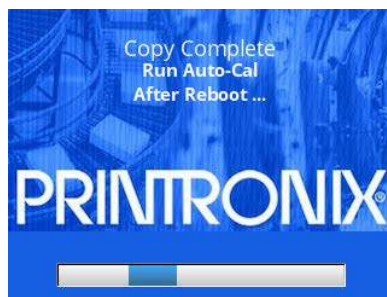 Copy Complete
Run Auto-Cal
After Reboot ...
PRINTRONIX®